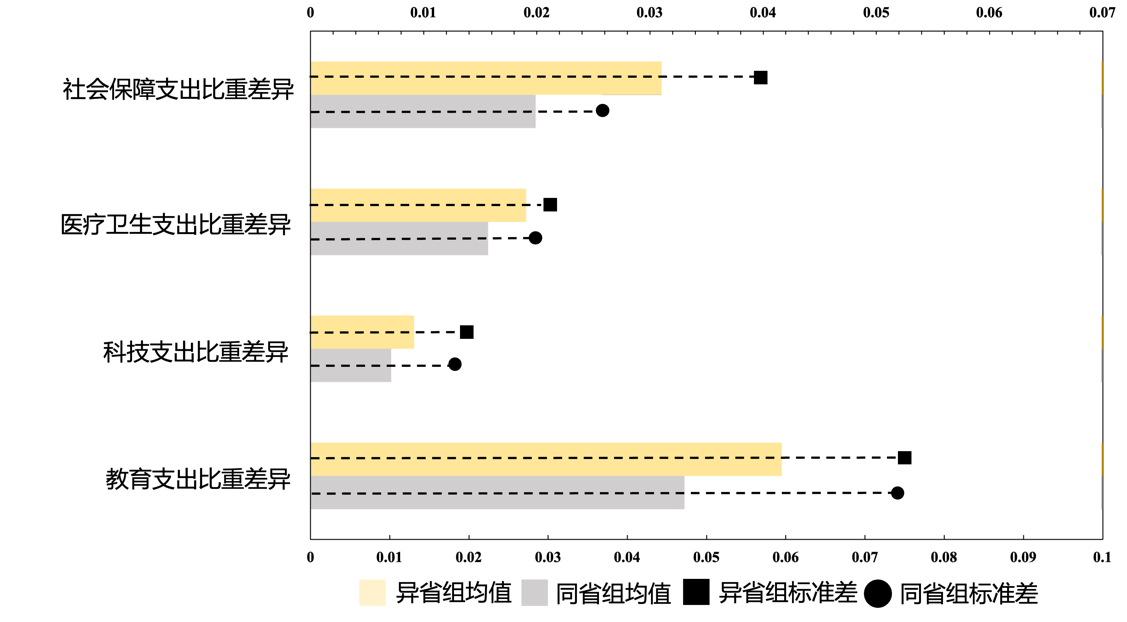 0 0.01 0.02 0.03 0.04 0.05 0.06 0.07
社会保障支出比重差异
医疗卫生支出比重差异
科技支出比重差异
教育支出比重差异
0 0.01 0.02 0.03 0.04 0.05 0.06 0.07 0.08 0.09 0.1
异省组均值 同省组均值 异省组标准差 同省组标准差